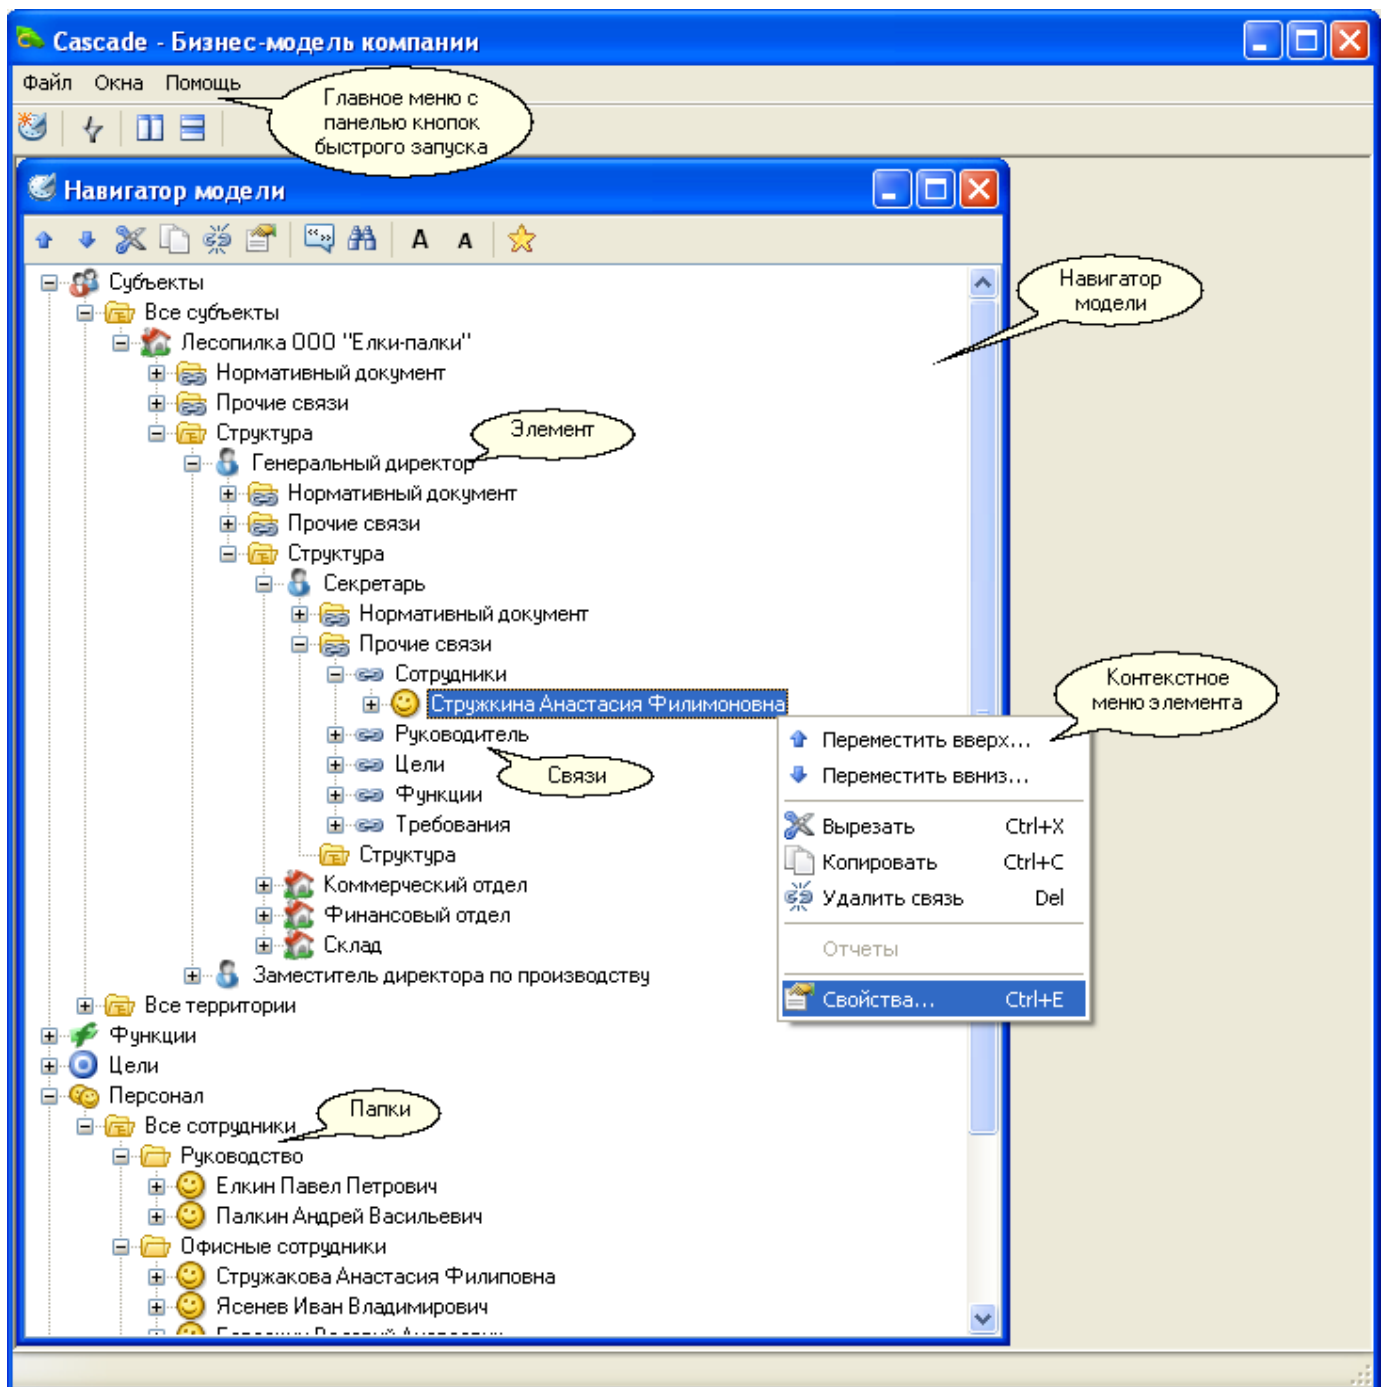 Cascade - Бизнес-модель компании
Файл Окна Помощь
Главное меню с
панелью кнопок
быстрого запуска
Навигатор модели
A A
Субъекты
Все субъекты
Лесопилка ООО "Елки-палки"
Нормативный документ
Прочие связи
Структура
Генеральный директор
Нормативный документ
Прочие связи
Структура
Секретарь
Нормативный документ
Прочие связи
Сотрудники
Стружкина Анастасия Филимоновна
Руководитель
Цели
Функции
Требования
Структура
Коммерческий отдел
Финансовый отдел
Склад
Заместитель директора по производству
Все территории
Функции
Цели
Персонал
Все сотрудники
Руководство
Елкин Павел Петрович
Палкин Андрей Васильевич
Офисные сотрудники
Стружакова Анастасия Филиповна
Ясенев Иван Владимирович
Навигатор
модели
Элемент
Связи
Папки
Контекстное
меню элемента
Переместить вверх...
Переместить ввниз...
Вырезать Ctrl+X
Копировать Ctrl+C
Удалить связь Del
Отчеты
Свойства... Ctrl+E